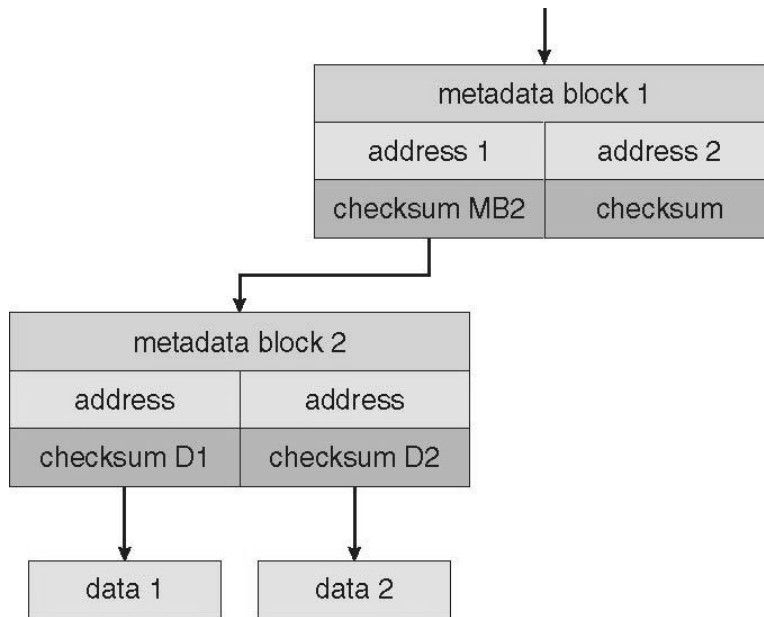 metadata block 1
address 1 address 2
checksum MB2 checksum
metadata block 2
address address
checksum D1 checksum D2
data 1 data 2